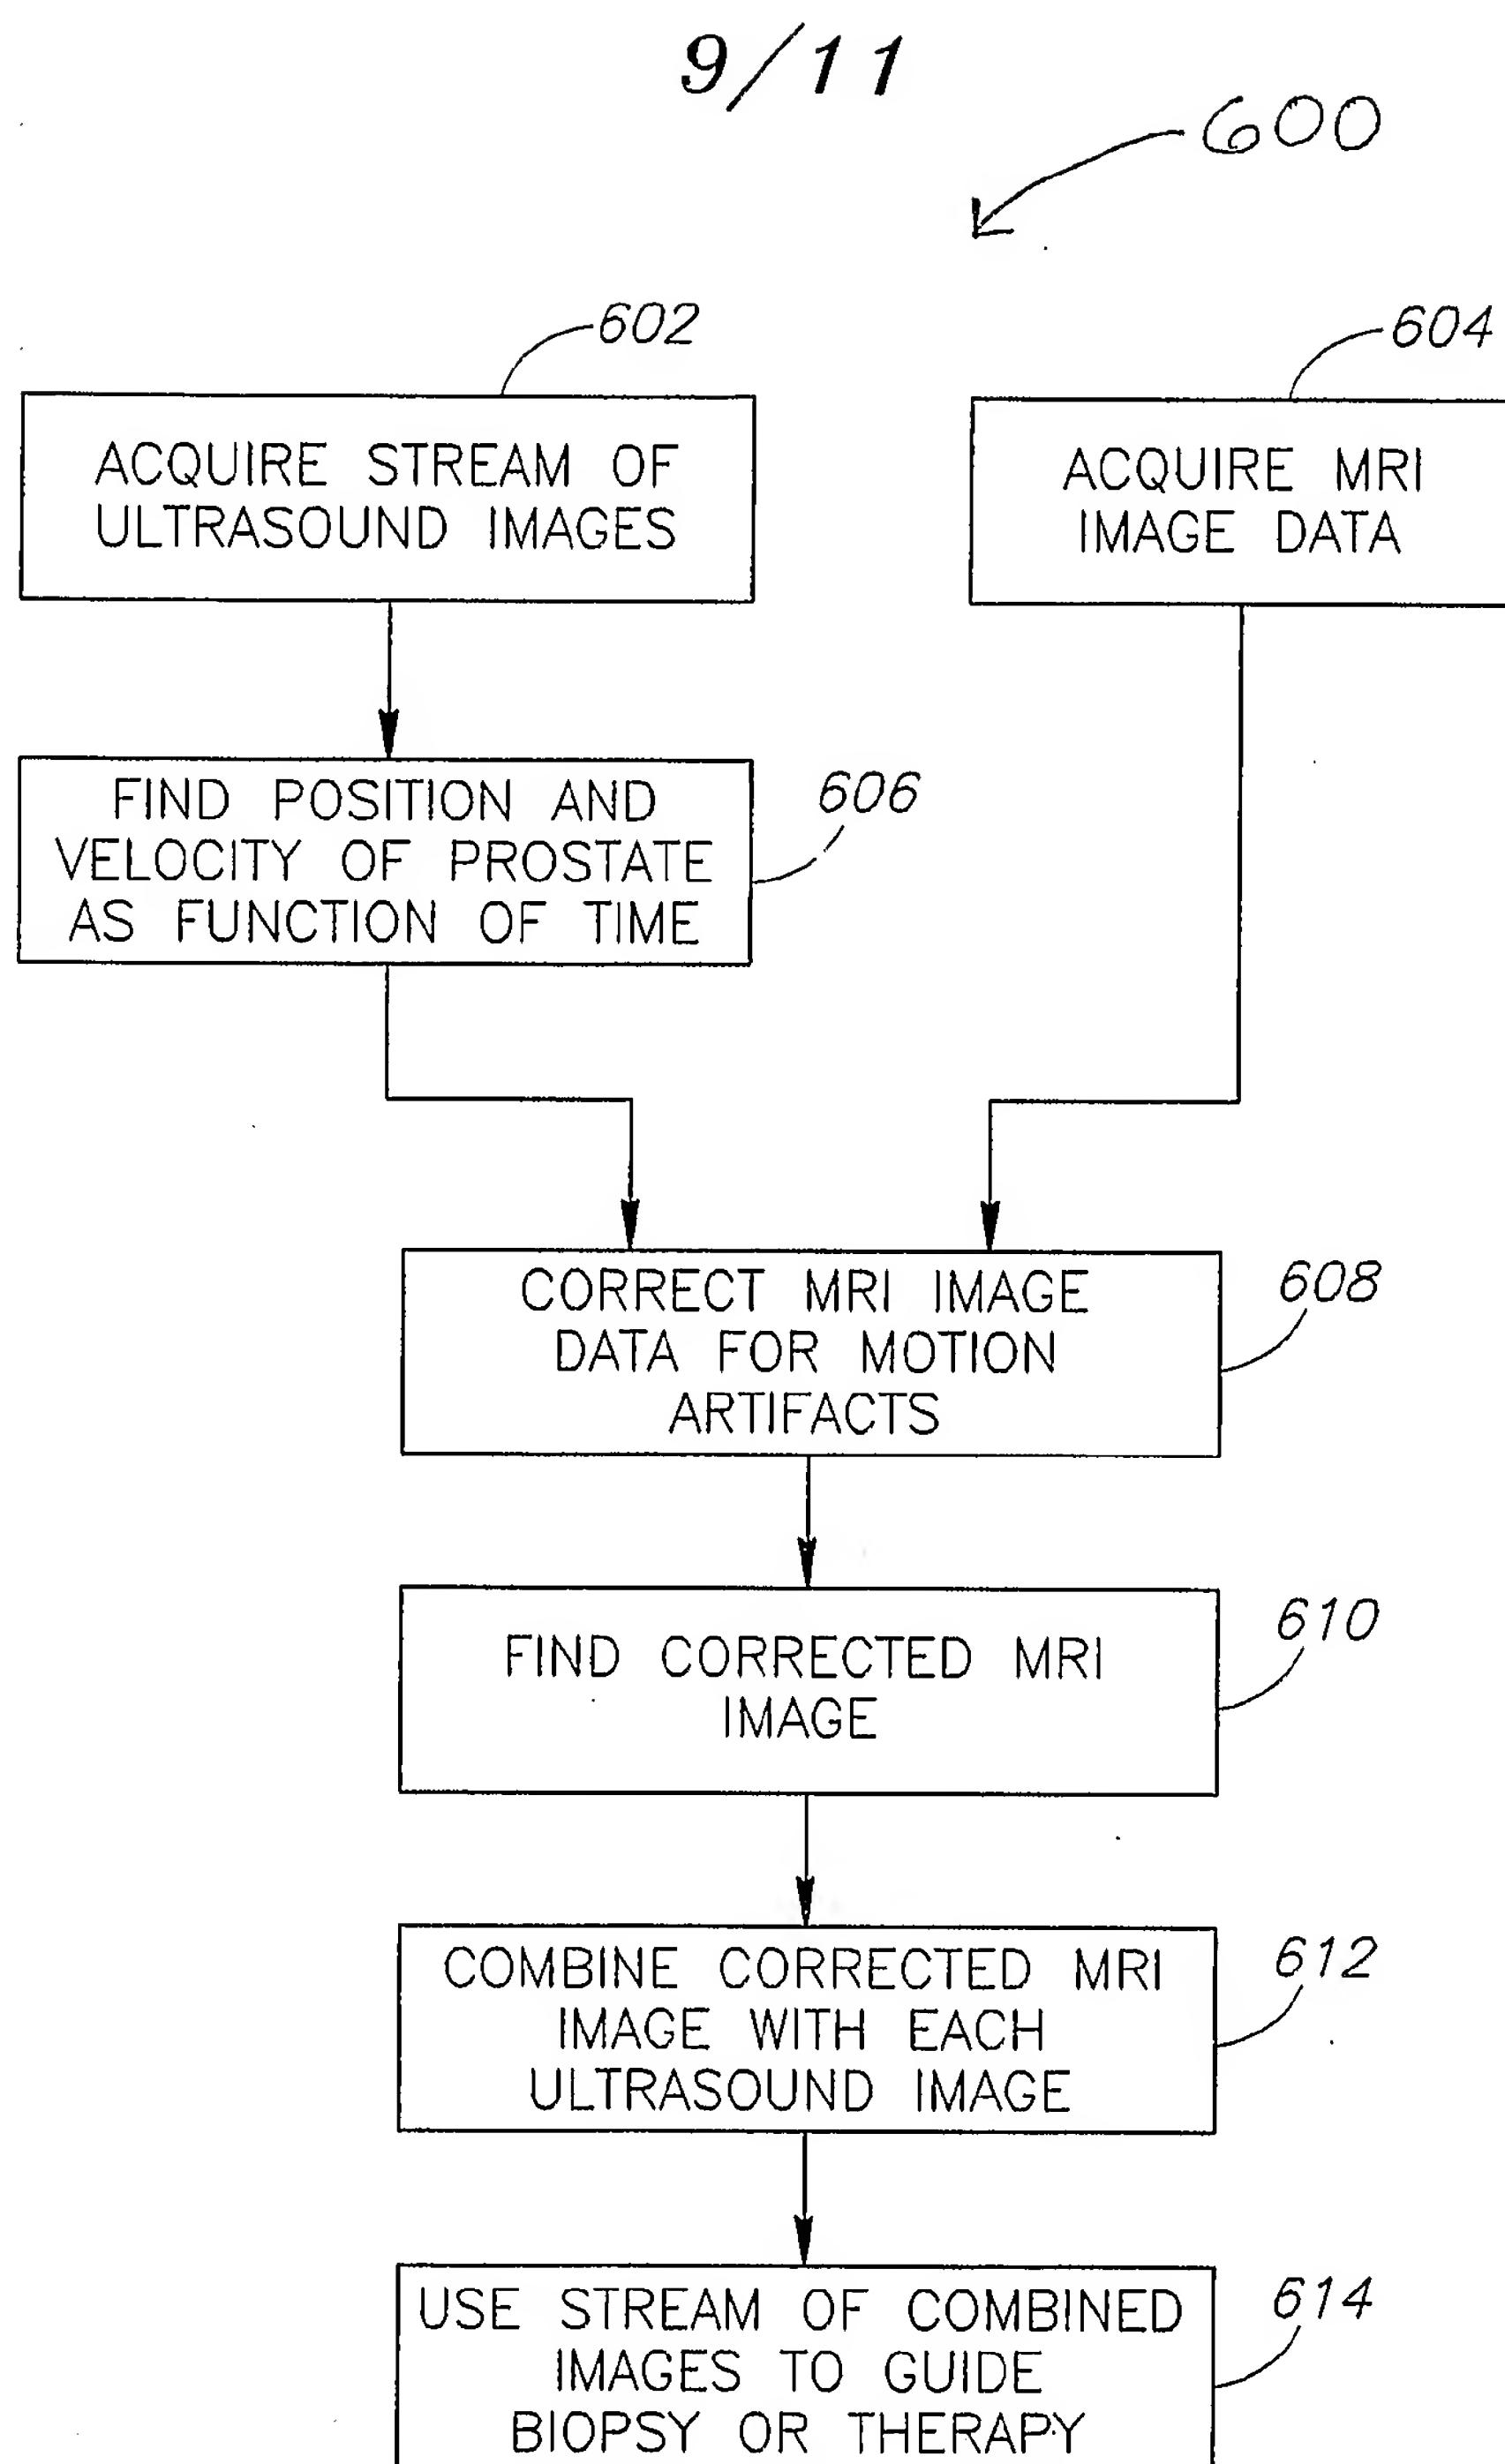 9/11
600
602
604
ACQUIRE STREAM OF
ULTRASOUND IMAGES
ACQUIRE MRI
IMAGE DATA
FIND POSITION AND
VELOCITY OF PROSTATE
AS FUNCTION OF TIME
606
CORRECT MRI IMAGE
DATA FOR MOTION
ARTIFACTS
608
FIND CORRECTED MRI
IMAGE
610
COMBINE CORRECTED MRI
IMAGE WITH EACH
ULTRASOUND IMAGE
612
USE STREAM OF COMBINED
IMAGES TO GUIDE
BIOPSY OR THERAPY
614